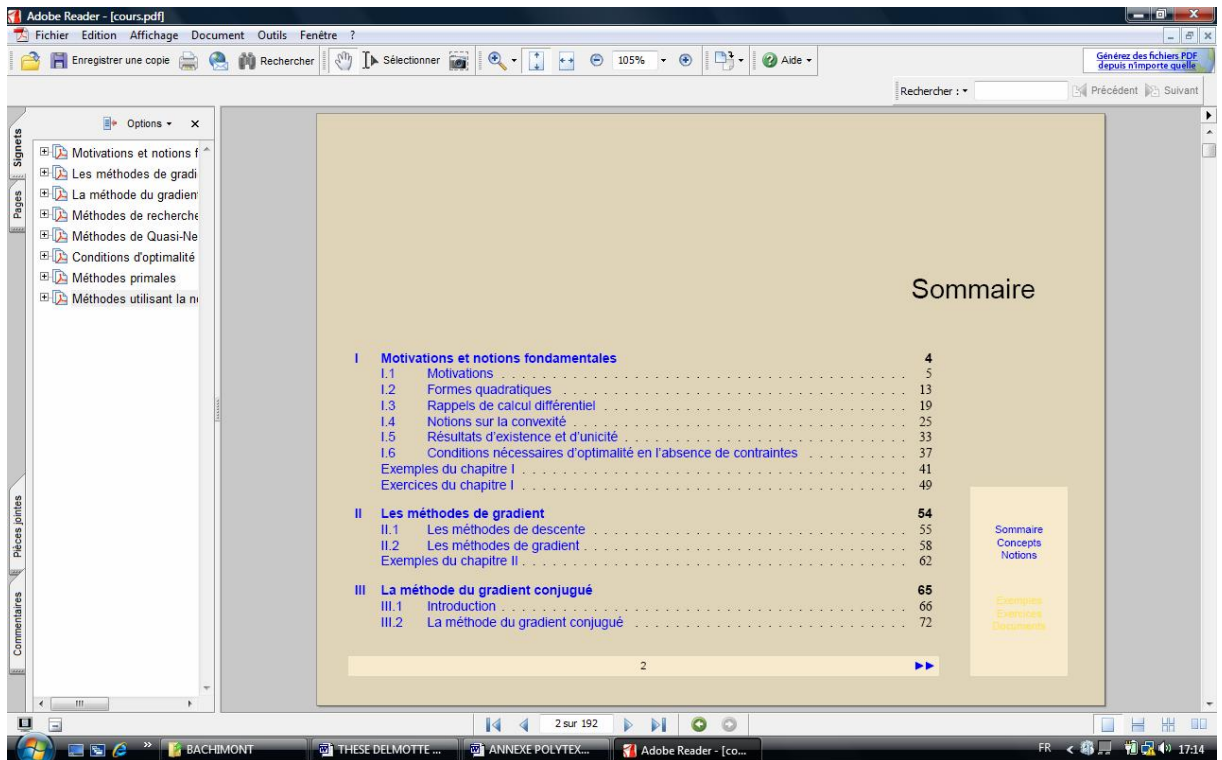 Adobe Reader - [cours.pdf]
Fichier Edition Affichage Document Outils Fenêtre ?
Enregistrer une copie Rechercher Sélectionner 105% Aide
Générez des fichiers PDF
depuis n'importe quelle
Rechercher : Précédent Suivant
Signets
Pages
Pièces jointes
Commentaires
Options x
Motivations et notions f
Les méthodes de gradi
La méthode du gradien
Méthodes de recherche
Méthodes de Quasi-Ne
Conditions d'optimalité
Méthodes primales
Méthodes utilisant la n
Sommaire
I Motivations et notions fondamentales 4
I.1 Motivations 5
I.2 Formes quadratiques 13
I.3 Rappels de calcul différentiel 19
I.4 Notions sur la convexité 25
I.5 Résultats d'existence et d'unicité 33
I.6 Conditions nécessaires d'optimalité en l'absence de contraintes 37
Exemples du chapitre I 41
Exercices du chapitre I 49
II Les méthodes de gradient 54
II.1 Les méthodes de descente 55
II.2 Les méthodes de gradient 58
Exemples du chapitre II 62
III La méthode du gradient conjugué 65
III.1 Introduction 66
III.2 La méthode du gradient conjugué 72
Sommaire
Concepts
Notions
Exemples
Exercices
Documents
2
2 sur 192
BACHIMONT THESE DELMOTTE ... ANNEXE POLYTEX... Adobe Reader - [co... FR 17:14